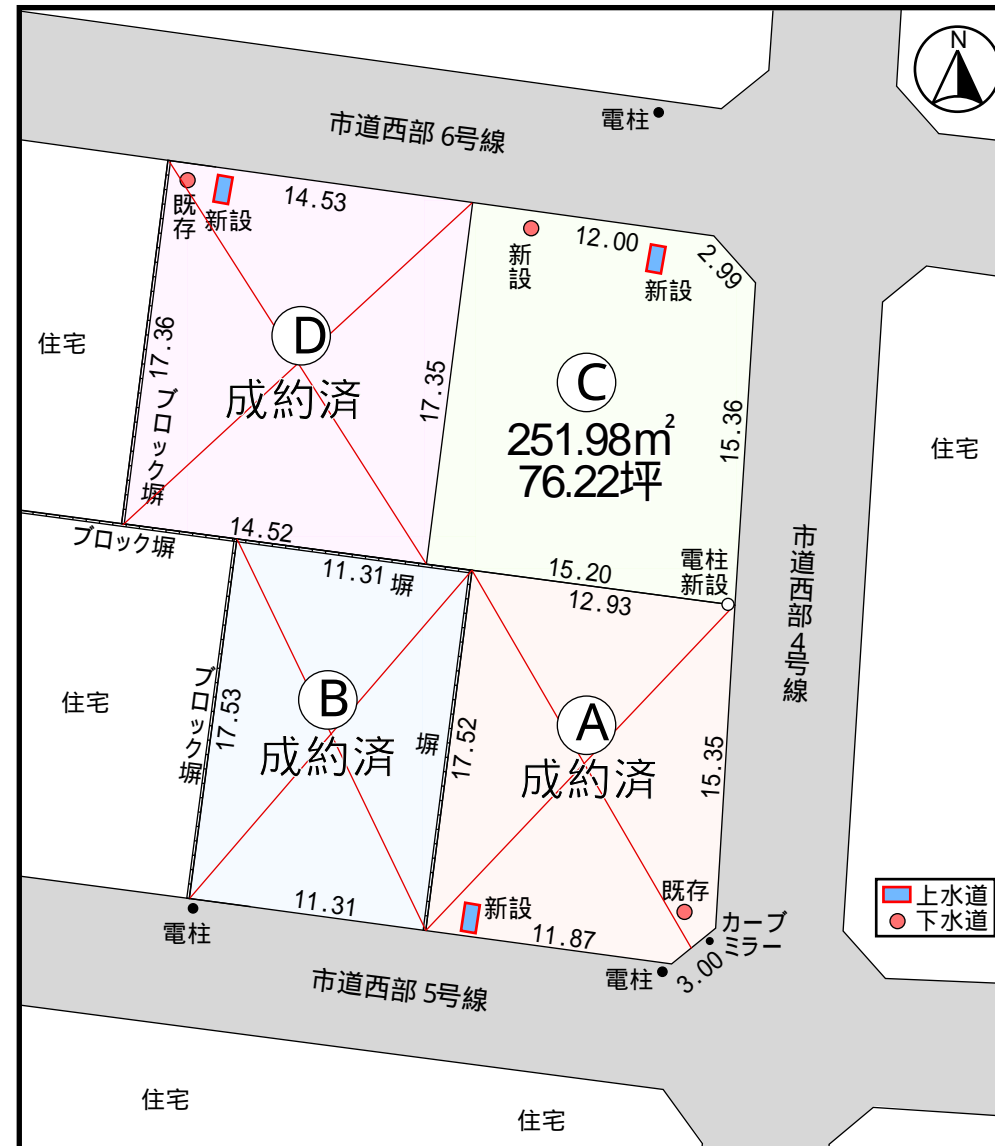 N
電柱
市道西部 6号線
14.53
既存
新設
12.00
新設
新設
2.99
住宅
17.36
ブロック塀
D
成約済
17.35
C
251.98㎡
76.22坪
15.36
住宅
市道西部4号線
ブロック塀
14.52
11.31
塀
15.20
12.93
電柱
新設
住宅
ブロック塀
17.53
B
成約済
塀
17.52
A
成約済
15.35
11.31
新設
11.87
既存
カーブ
ミラー
3.00
電柱
電柱
上水道
下水道
市道西部 5号線
住宅
住宅